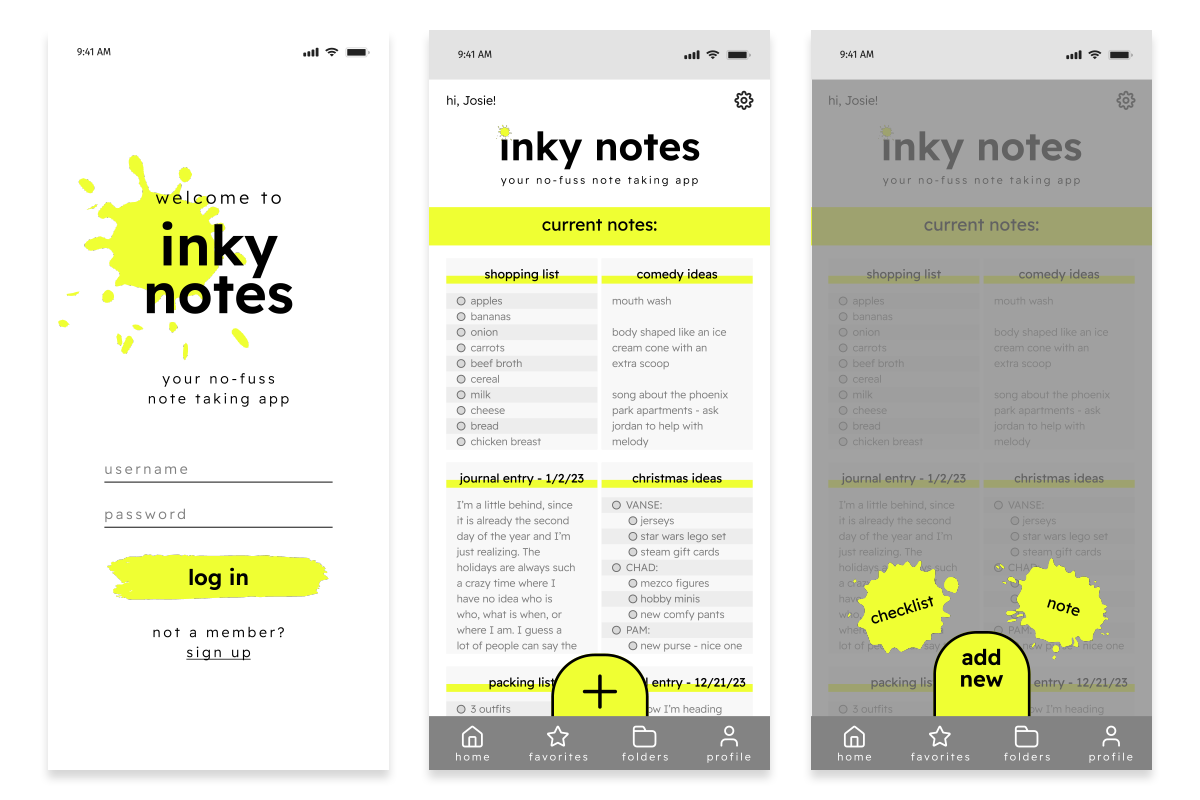 9:41 AM
welcome to
inky
notes
your no-fuss
note taking app
username
password
log in
not a member?
sign up
9:41 AM
hi, Josie!
inky notes
your no-fuss note taking app
current notes:
shopping list
apples
bananas
onion
carrots
beef broth
cereal
milk
cheese
bread
chicken breast
comedy ideas
mouth wash
body shaped like an ice
cream cone with an
extra scoop
song about the phoenix
park apartments - ask
jordan to help with
melody
journal entry - 1/2/23
I'm a little behind, since
it is already the second
day of the year and I'm
just realizing. The
holidays are always such
a crazy time where I
have no idea who is
who, what is when, or
where I am. I guess a
lot of people can say the
christmas ideas
VANSE:
jerseys
star wars lego set
steam gift cards
CHAD:
mezco figures
hobby minis
new comfy pants
PAM:
new purse - nice one
packing list
3 outfits
entry - 12/21/23
I'm heading
home
favorites
folders
profile
9:41 AM
hi, Josie!
inky notes
your no-fuss note taking app
current notes:
shopping list
apples
bananas
onion
carrots
beef broth
cereal
milk
cheese
bread
chicken breast
comedy ideas
mouth wash
body shaped like an ice
cream cone with an
extra scoop
song about the phoenix
park apartments - ask
jordan to help with
melody
journal entry - 1/2/23
I'm a little behind, since
it is already the second
day of the year and I'm
just realizing. The
holidays
such
a
have
who,
where
lot of people
say the
christmas ideas
VANSE:
jerseys
star wars lego set
steam gift cards
CHAD:
PAM:
new purse - nice one
checklist
note
add
new
packing
3 outfits
entry - 12/21/23
I'm heading
home
favorites
folders
profile